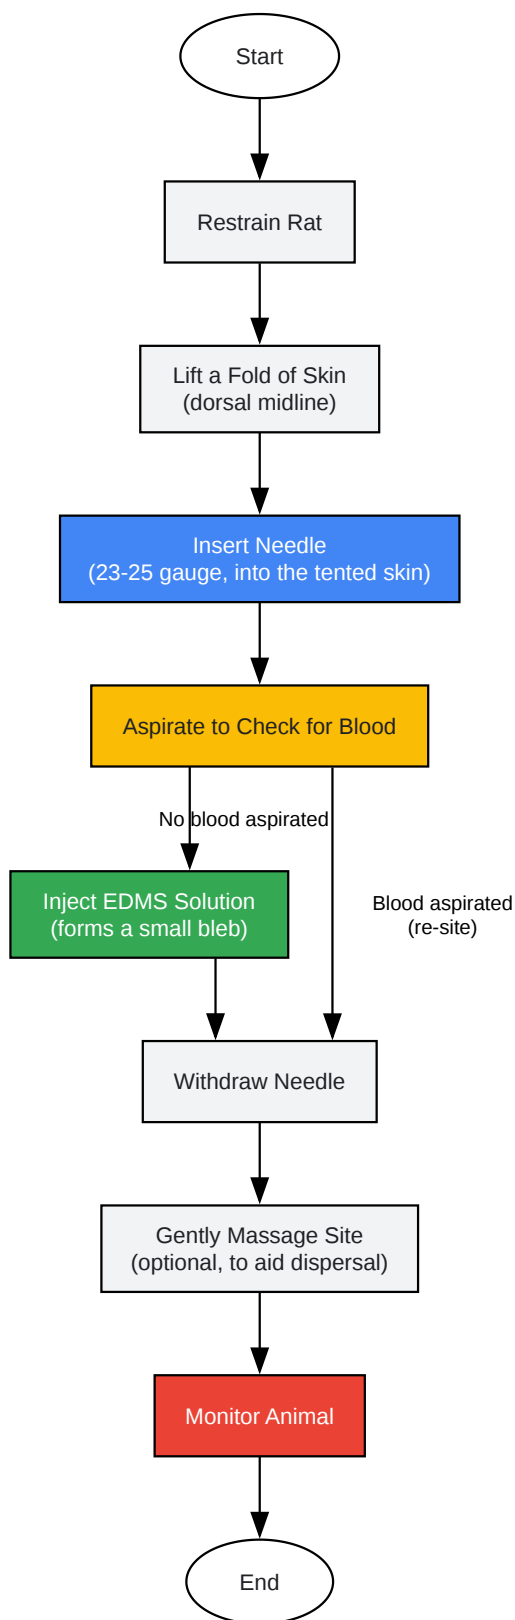 Start
Restrain Rat
Lift a Fold of Skin
(dorsal midline)
Insert Needle
(23-25 gauge, into the tented skin)
Aspirate to Check for Blood
No blood aspirated
Inject EDMS Solution
(forms a small bleb)
Blood aspirated
(re-site)
Withdraw Needle
Gently Massage Site
(optional, to aid dispersal)
Monitor Animal
End